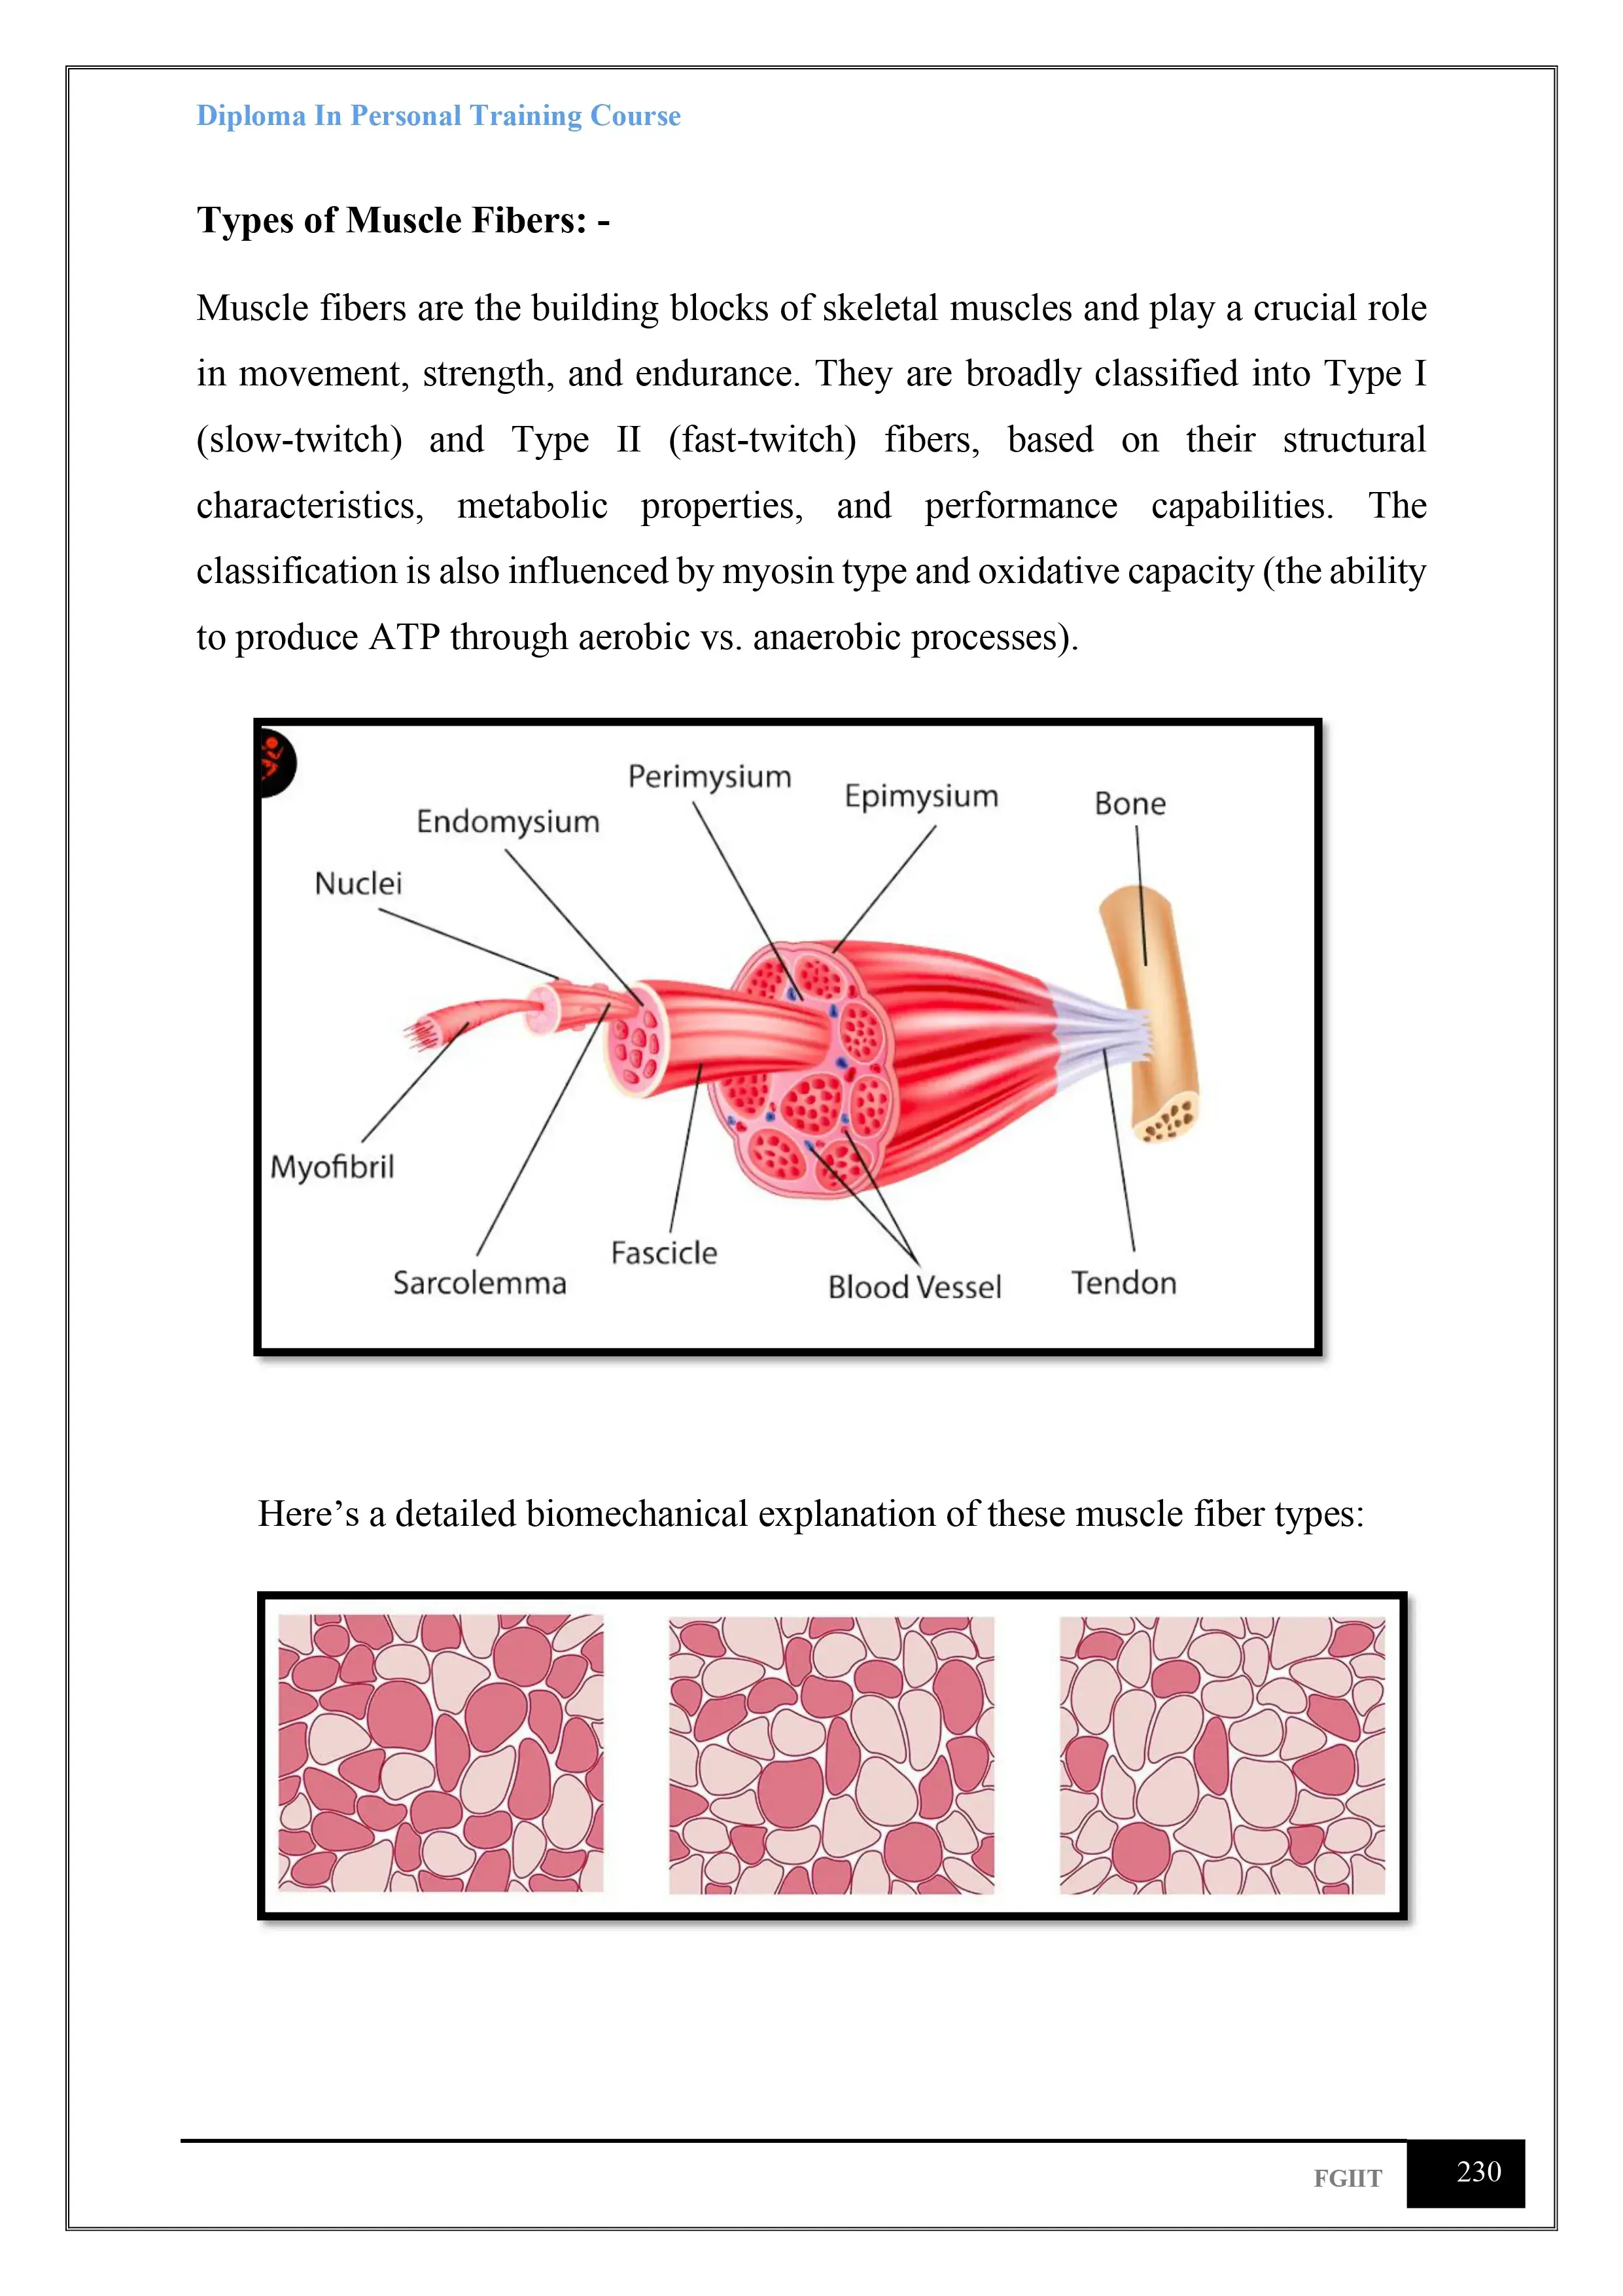 Diploma In Personal Training Course
Types of Muscle Fibers: -
Muscle fibers are the building blocks of skeletal muscles and play a crucial role
in movement, strength, and endurance. They are broadly classified into Type I
(slow-twitch) and Type II (fast-twitch) fibers, based on their structural
characteristics, metabolic properties, and performance capabilities. The
classification is also influenced by myosin type and oxidative capacity (the ability
to produce ATP through aerobic vs. anaerobic processes).
Perimysium
Epimysium
Bone
Endomysium
Nuclei
Myofibril
Fascicle
Sarcolemma
Blood Vessel
Tendon
Here’s a detailed biomechanical explanation of these muscle fiber types:
FGIIT
230